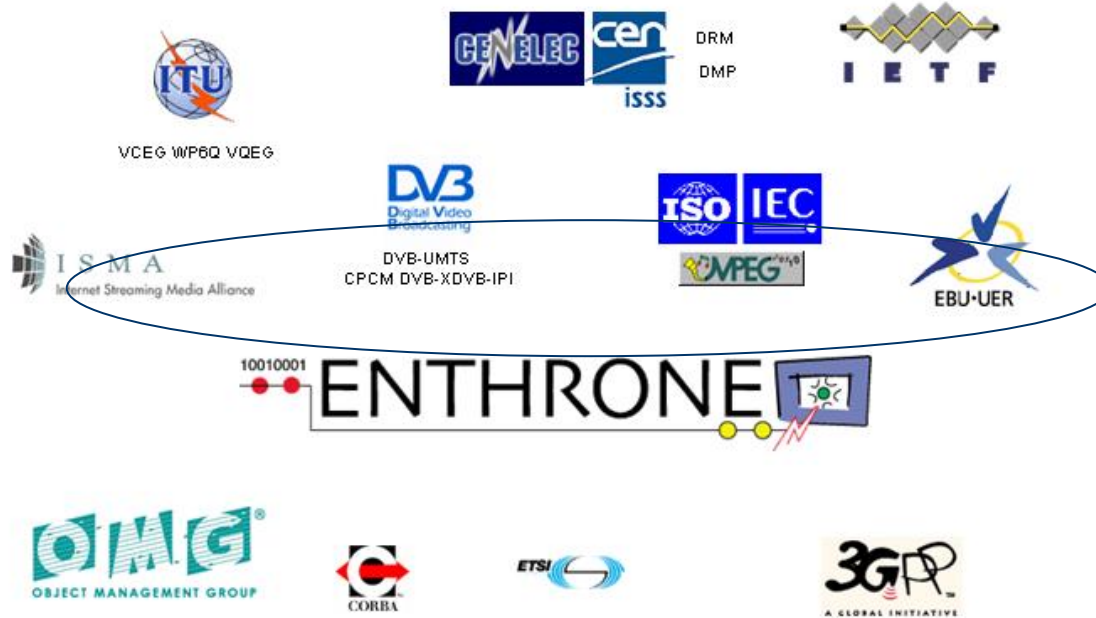 CENELEC
cen
isss
DRM
DMP
IETF
ITU
VCEG WP6Q VQEG
DVB
Digital Video
Broadcasting
ISO IEC
ISMA
Internet Streaming Media Alliance
DVB-UMTS
CPCM DVB-XDVB-IPI
MPEG
EBU·UER
10010001
ENTHRONE
OMG®
OBJECT MANAGEMENT GROUP
C
CORBA
ETSI
3GPP™
A GLOBAL INITIATIVE